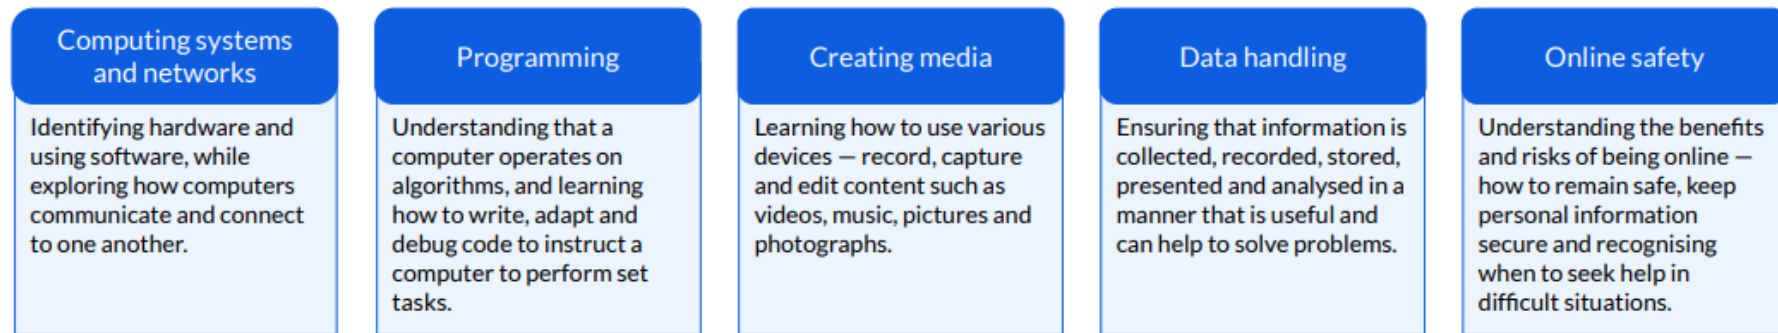 Computing systems
and networks
Identifying hardware and
using software, while
exploring how computers
communicate and connect
to one another.
Programming
Understanding that a
computer operates on
algorithms, and learning
how to write, adapt and
debug code to instruct a
computer to perform set
tasks.
Creating media
Learning how to use various
devices — record, capture
and edit content such as
videos, music, pictures and
photographs.
Data handling
Ensuring that information is
collected, recorded, stored,
presented and analysed in a
manner that is useful and
can help to solve problems.
Online safety
Understanding the benefits
and risks of being online —
how to remain safe, keep
personal information
secure and recognising
when to seek help in
difficult situations.